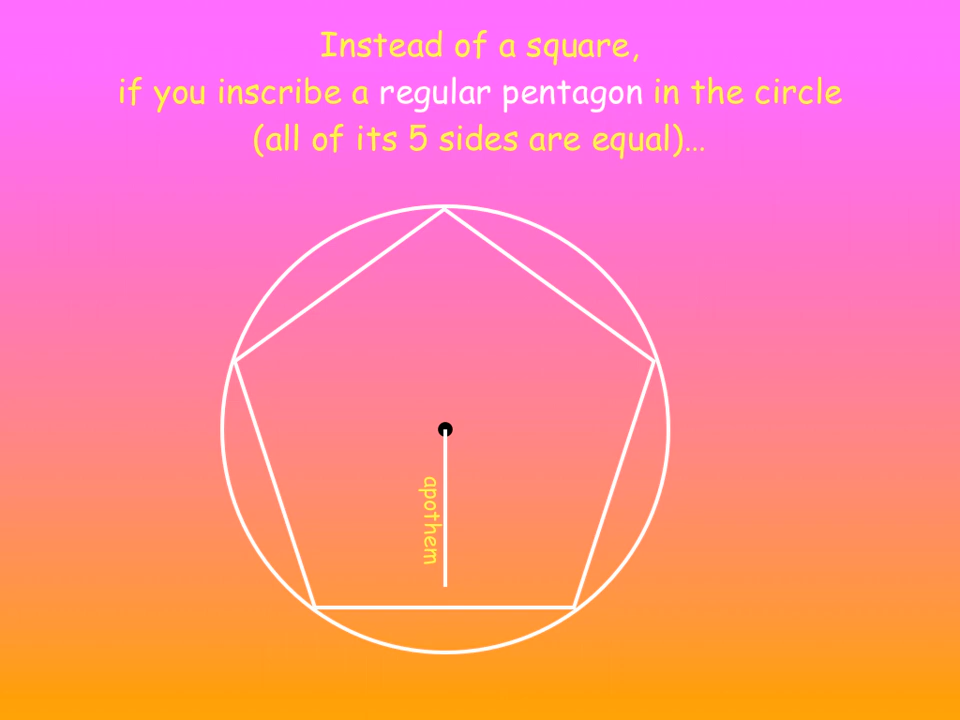 Instead of a square,
if you inscribe a regular pentagon in the circle
(all of its 5 sides are equal)…
apothem